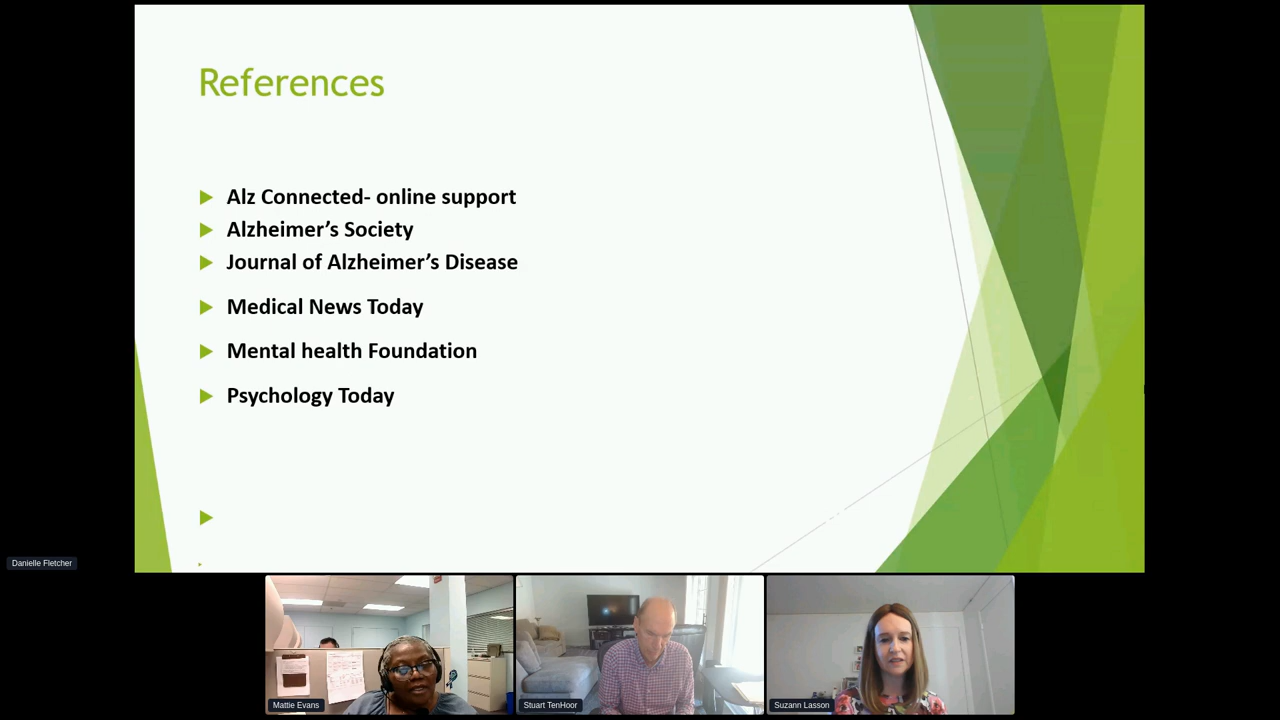 References
Alz Connected- online support
Alzheimer’s Society
Journal of Alzheimer’s Disease
Medical News Today
Mental health Foundation
Psychology Today
Danielle Fletcher
Mattie Evans
Stuart TenHoor
Suzann Lasson